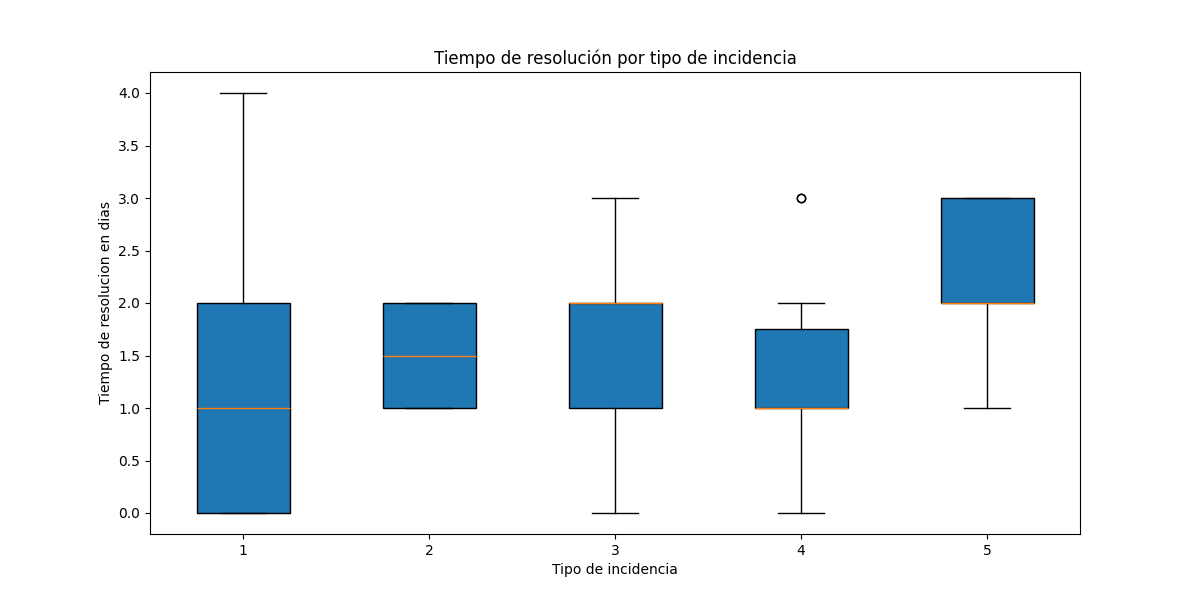 Tiempo de resolución por tipo de incidencia
Tiempo de resolucion en dias
4.0
3.5
3.0
2.5
2.0
1.5
1.0
0.5
0.0
1 2 3 4 5
Tipo de incidencia